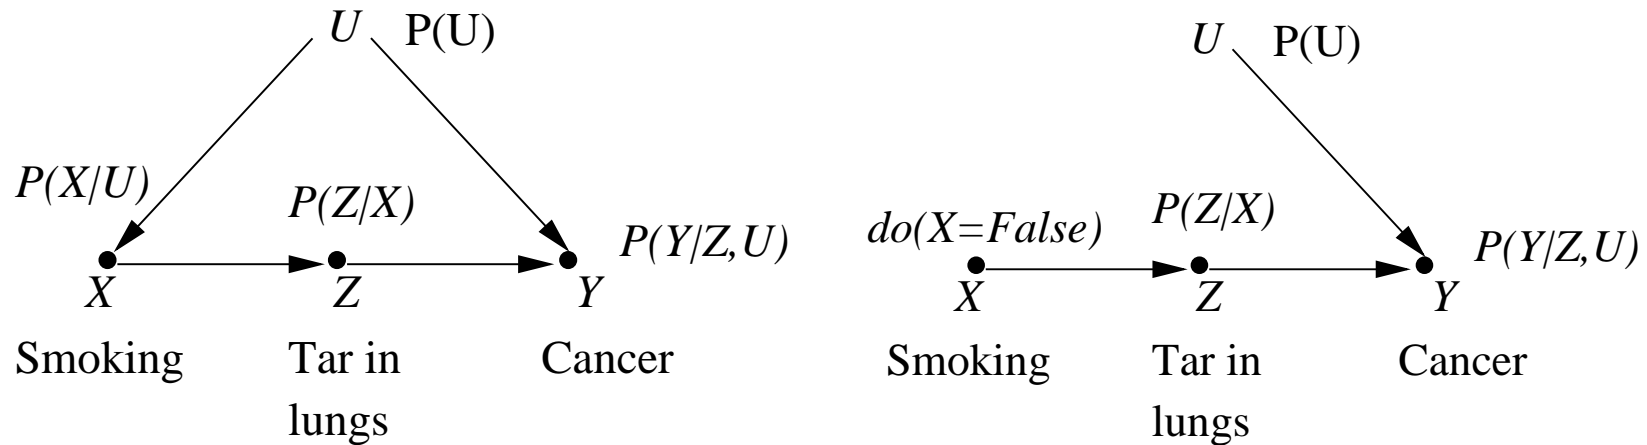 U P(U)
P(X/U)
P(Z/X)
P(Y/Z,U)
X Z Y
Smoking Tar in Cancer
lungs
U P(U)
do(X=False)
P(Z/X)
P(Y/Z,U)
X Z Y
Smoking Tar in Cancer
lungs